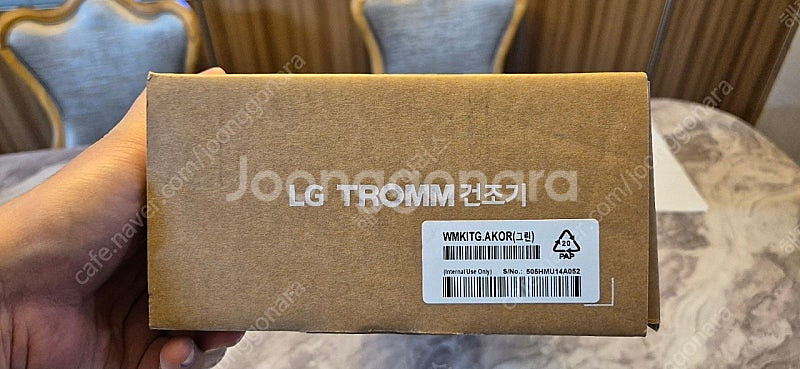 Joonggonara
LG TROMM 건조기
WMKITG.AKOR(그린)
20
PAP
(Internal Use Only) S/No.: 505HMU14A052
cafe.naver.com/joonggonara